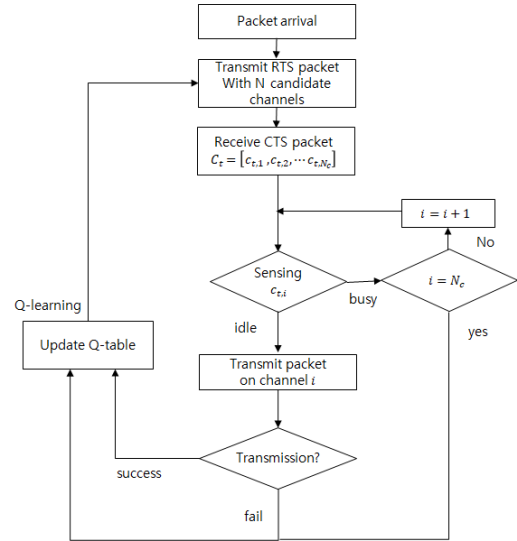 Packet arrival
Transmit RTS packet
With N candidate
channels
Receive CTS packet
C_t = [c_{t,1}, c_{t,2}, ⋯ c_{t,N_c}]
i = i + 1
No
Sensing
c_{t,i}
i = N_c
busy
Q-learning
idle
yes
Update Q-table
Transmit packet
on channel i
Transmission?
success
fail